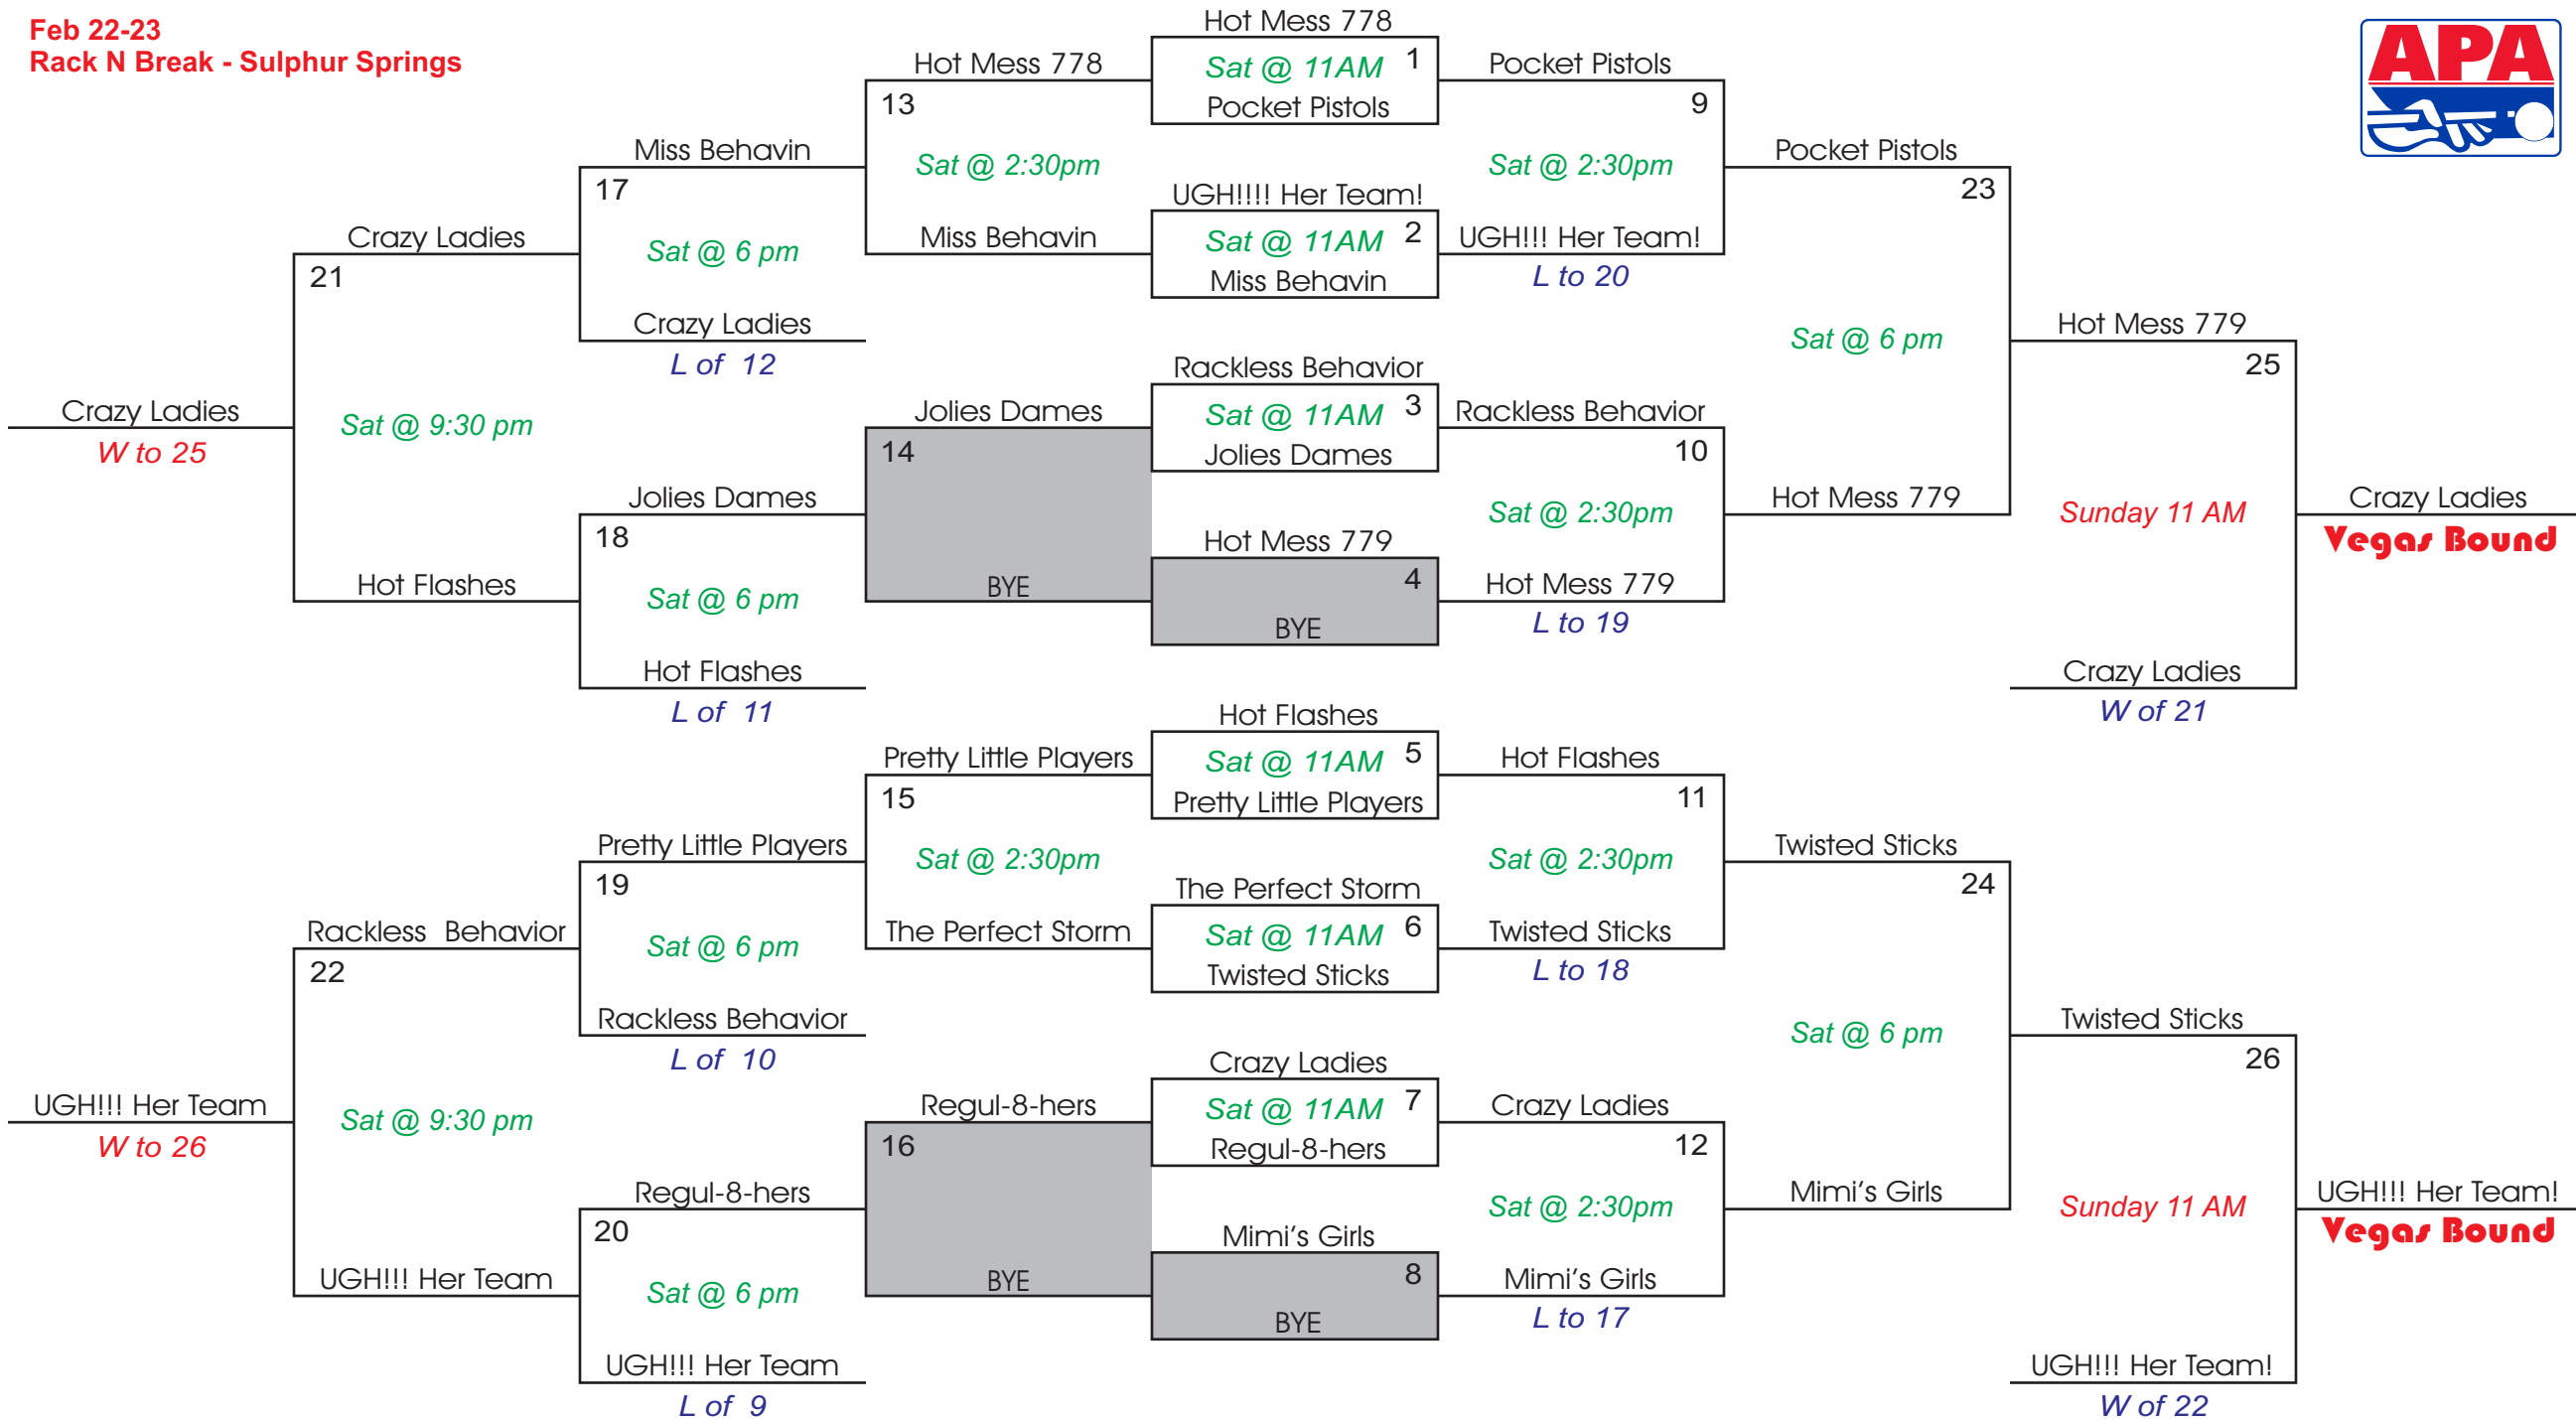 Feb 22-23
Rack N Break - Sulphur Springs
APA
Crazy Ladies
W to 25
UGH!!! Her Team
W to 26
Crazy Ladies
21
Sat @ 9:30 pm
Hot Flashes
Rackless  Behavior
22
Sat @ 9:30 pm
UGH!!! Her Team
Miss Behavin
17
Sat @ 6 pm
Crazy Ladies
L of  12
Jolies Dames
18
Sat @ 6 pm
Hot Flashes
L of  11
Pretty Little Players
19
Sat @ 6 pm
Rackless Behavior
L of  10
Regul-8-hers
20
Sat @ 6 pm
UGH!!! Her Team
L of  9
Hot Mess 778
13
Sat @ 2:30pm
Miss Behavin
Jolies Dames
14
BYE
Pretty Little Players
15
Sat @ 2:30pm
The Perfect Storm
Regul-8-hers
16
BYE
Hot Mess 778
Sat @ 11AM 1
Pocket Pistols
UGH!!!! Her Team!
Sat @ 11AM 2
Miss Behavin
Rackless Behavior
Sat @ 11AM 3
Jolies Dames
Hot Mess 779
4
BYE
Hot Flashes
Sat @ 11AM 5
Pretty Little Players
The Perfect Storm
Sat @ 11AM 6
Twisted Sticks
Crazy Ladies
Sat @ 11AM 7
Regul-8-hers
Mimi’s Girls
8
BYE
Pocket Pistols
9
Sat @ 2:30pm
UGH!!! Her Team!
L to 20
Rackless Behavior
10
Sat @ 2:30pm
Hot Mess 779
L to 19
Hot Flashes
11
Sat @ 2:30pm
Twisted Sticks
L to 18
Crazy Ladies
12
Sat @ 2:30pm
Mimi’s Girls
L to 17
Pocket Pistols
23
Sat @ 6 pm
Hot Mess 779
Twisted Sticks
24
Sat @ 6 pm
Mimi’s Girls
Hot Mess 779
25
Sunday 11 AM
Crazy Ladies
W of 21
Twisted Sticks
26
Sunday 11 AM
UGH!!! Her Team!
W of 22
Crazy Ladies
Vegas Bound
UGH!!! Her Team!
Vegas Bound